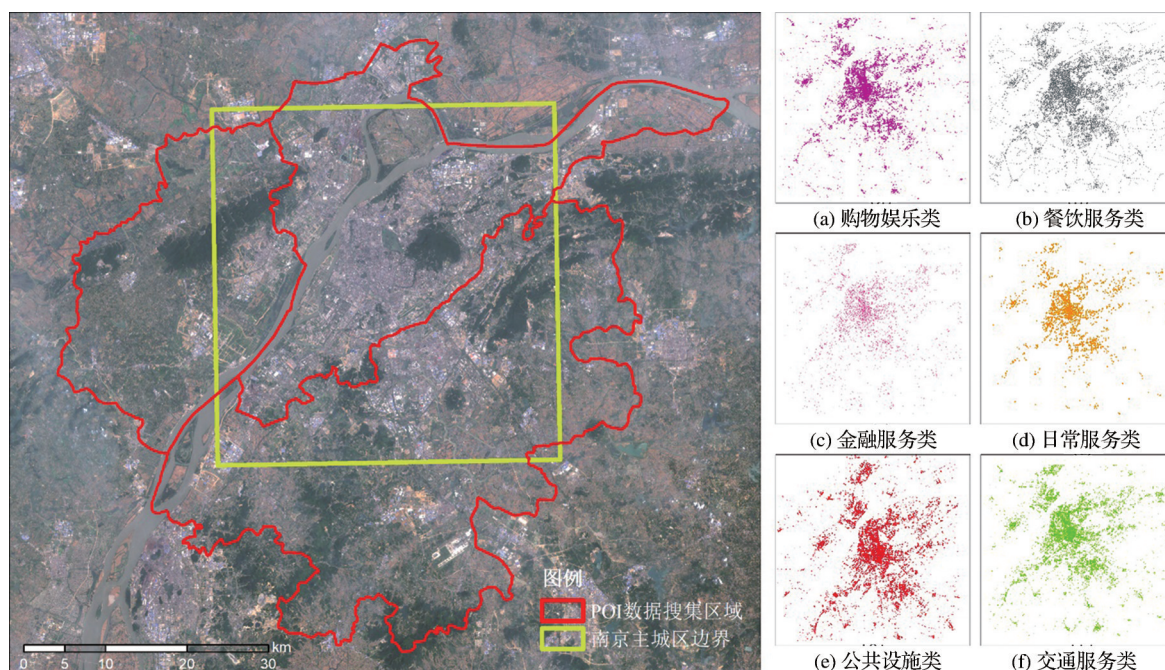 (a) 购物娱乐类
(b) 餐饮服务类
(c) 金融服务类
(d) 日常服务类
图例
POI数据搜集区域
南京主城区边界
km
0 5 10 20 30
(e) 公共设施类
(f) 交通服务类